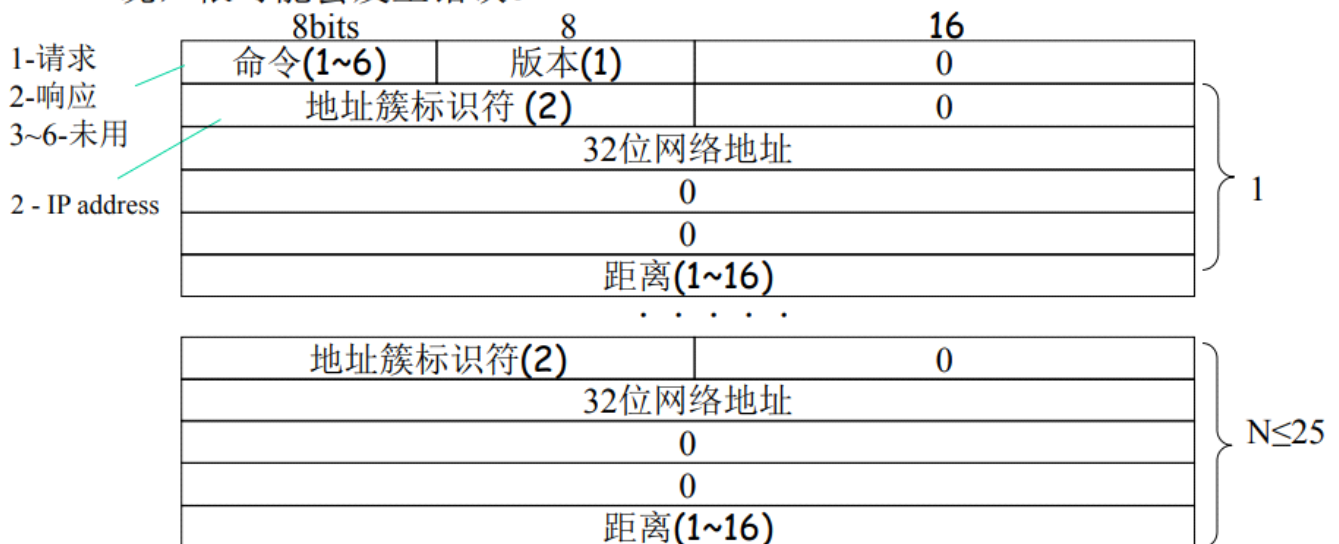 8bits 8 16
1-请求
2-响应
3~6-未用
2 - IP address
命令(1~6) 版本(1) 0
地址簇标识符 (2) 0
32位网络地址
0
0
距离(1~16)
1
. . . . .
地址簇标识符(2) 0
32位网络地址
0
0
距离(1~16)
N≤25